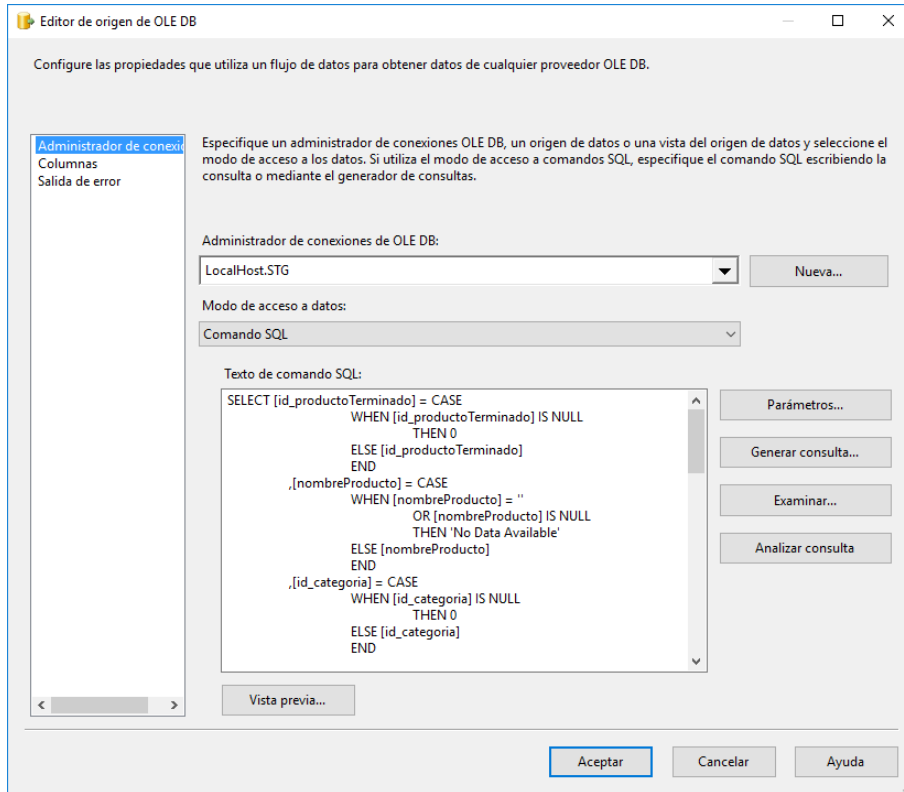 Editor de origen de OLE DB
Configure las propiedades que utiliza un flujo de datos para obtener datos de cualquier proveedor OLE DB.
Administrador de conexi
Columnas
Salida de error
Especifique un administrador de conexiones OLE DB, un origen de datos o una vista del origen de datos y seleccione el
modo de acceso a los datos. Si utiliza el modo de acceso a comandos SQL, especifique el comando SQL escribiendo la
consulta o mediante el generador de consultas.
Administrador de conexiones de OLE DB:
LocalHost.STG
Nueva...
Modo de acceso a datos:
Comando SQL
Texto de comando SQL:
SELECT [id_productoTerminado] = CASE
WHEN [id_productoTerminado] IS NULL
THEN 0
ELSE [id_productoTerminado]
END
,[nombreProducto] = CASE
WHEN [nombreProducto] = ''
OR [nombreProducto] IS NULL
THEN 'No Data Available'
ELSE [nombreProducto]
END
,[id_categoria] = CASE
WHEN [id_categoria] IS NULL
THEN 0
ELSE [id_categoria]
END
Parámetros...
Generar consulta...
Examinar...
Analizar consulta
Vista previa...
Aceptar
Cancelar
Ayuda